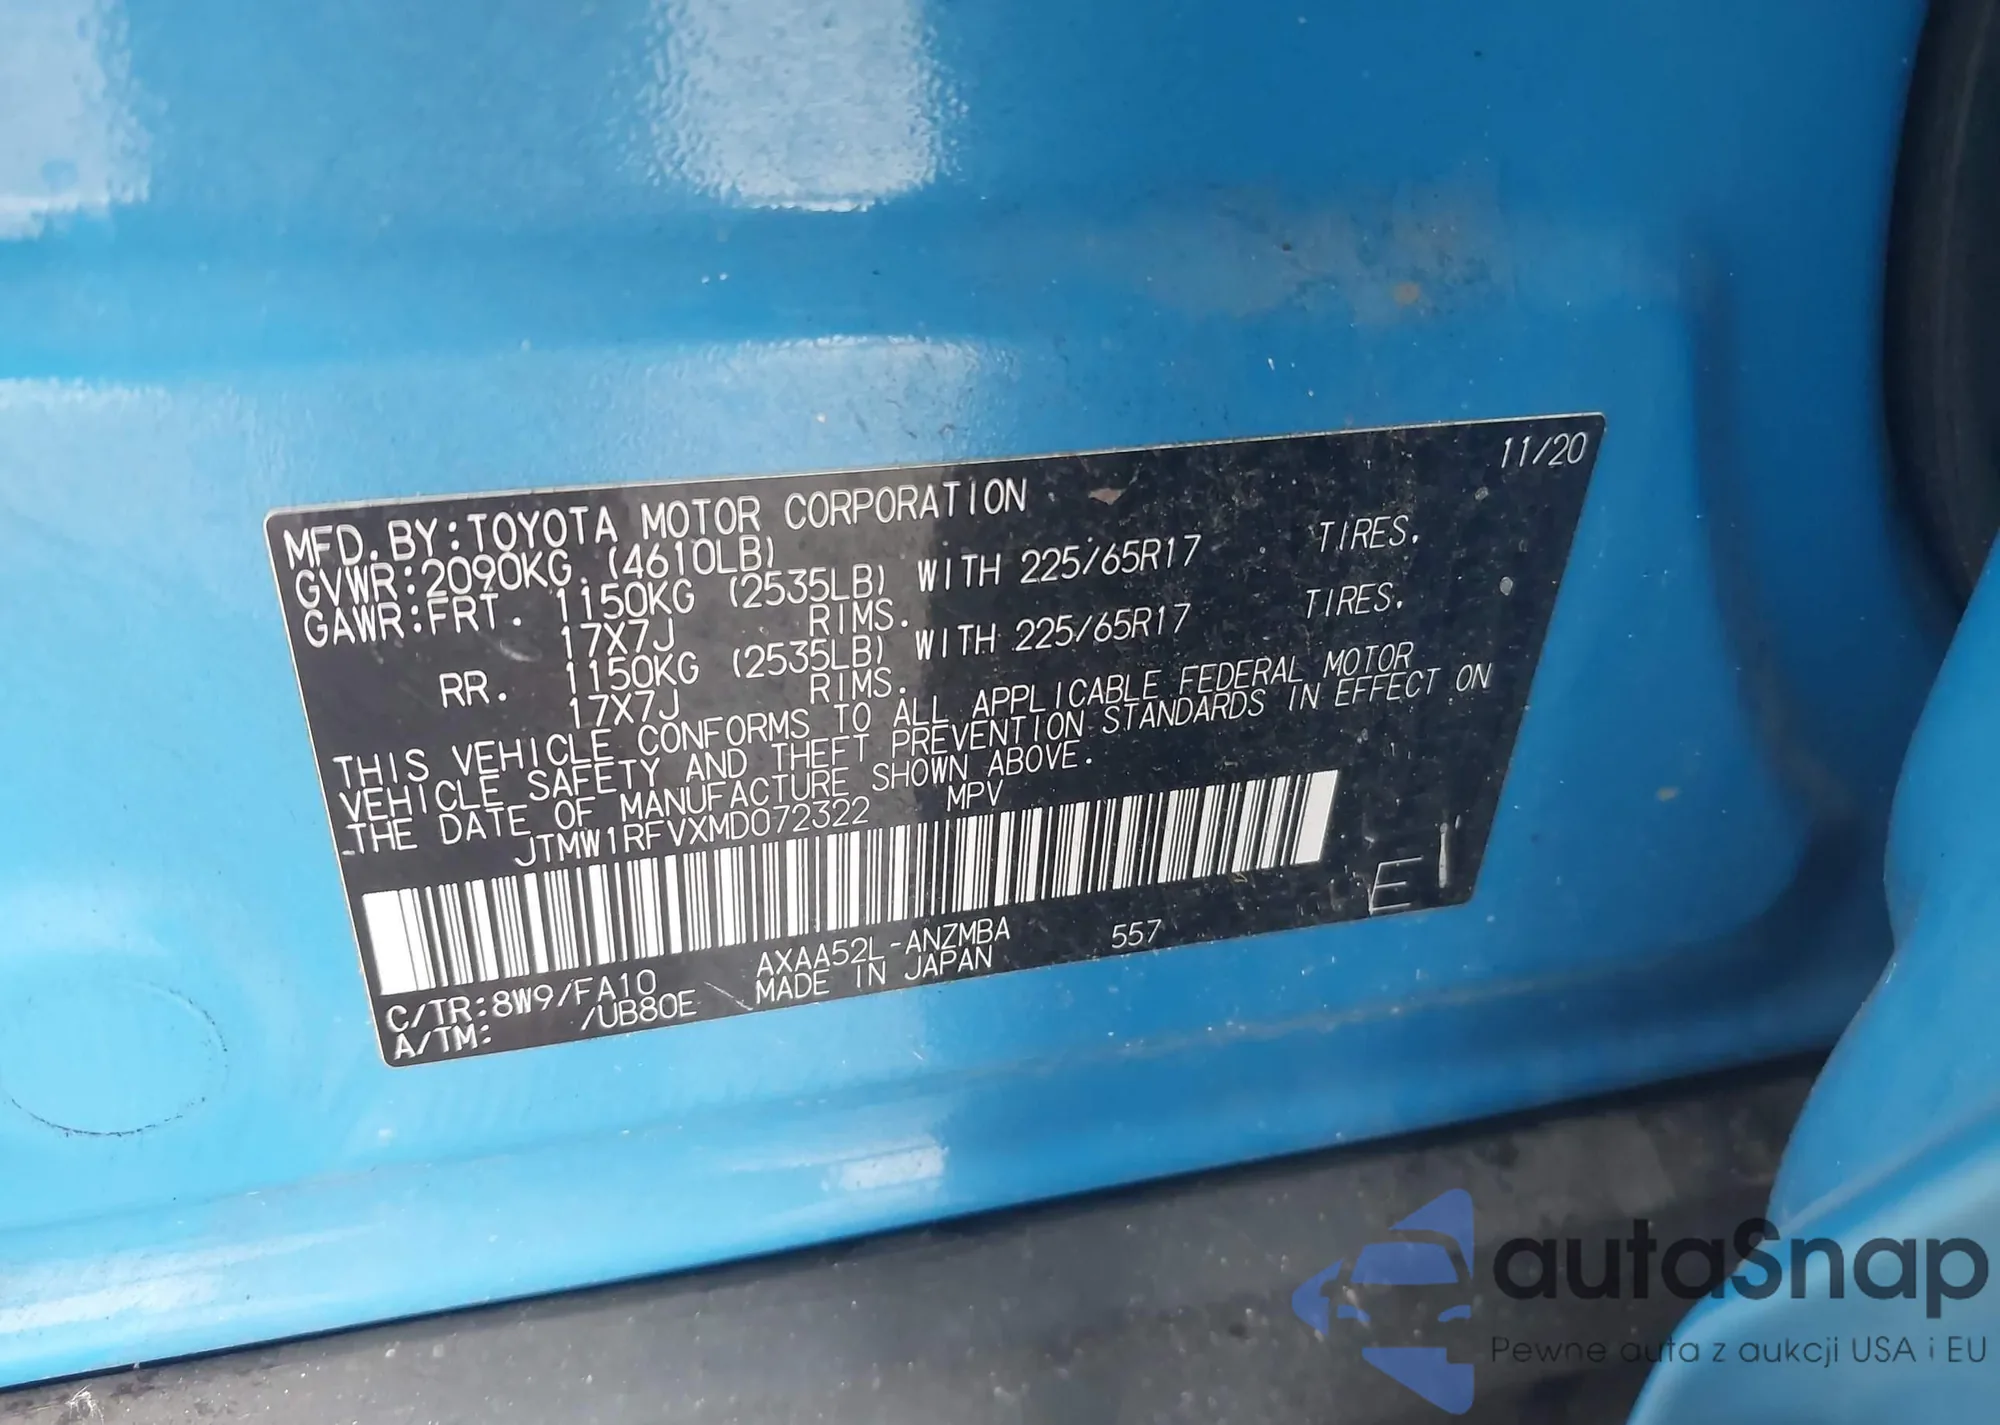 11/20
MFD.BY:TOYOTA MOTOR CORPORATION
GVWR:2090KG.(4610LB)
GAWR:FRT. 1150KG (2535LB) WITH 225/65R17 TIRES.
17X7J RIMS.
RR. 1150KG (2535LB) WITH 225/65R17 TIRES.
17X7J RIMS.
THIS VEHICLE CONFORMS TO ALL APPLICABLE FEDERAL MOTOR
VEHICLE SAFETY AND THEFT PREVENTION STANDARDS IN EFFECT ON
THE DATE OF MANUFACTURE SHOWN ABOVE.
JTMW1RFVXMD072322 MPV
E
C/TR:8W9/FA10 AXAA52L-ANZMBA 557
A/TM: /UB80E MADE IN JAPAN
autaSnap
Pewne auta z aukcji USA i EU